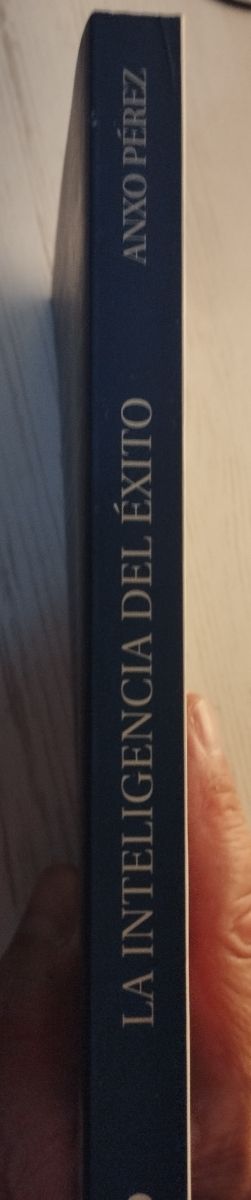 LA INTELIGENCIA DEL ÉXITO
ANXO PÉREZ